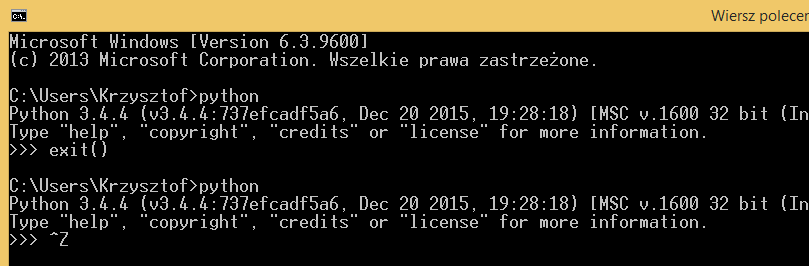 C:\.
Wiersz polecer
Microsoft Windows [Version 6.3.9600]
(c) 2013 Microsoft Corporation. Wszelkie prawa zastrzeżone.
C:\Users\Krzysztof>python
Python 3.4.4 (v3.4.4:737efcadf5a6, Dec 20 2015, 19:28:18) [MSC v.1600 32 bit (In
Type "help", "copyright", "credits" or "license" for more information.
>>> exit()
C:\Users\Krzysztof>python
Python 3.4.4 (v3.4.4:737efcadf5a6, Dec 20 2015, 19:28:18) [MSC v.1600 32 bit (In
Type "help", "copyright", "credits" or "license" for more information.
>>> ^Z